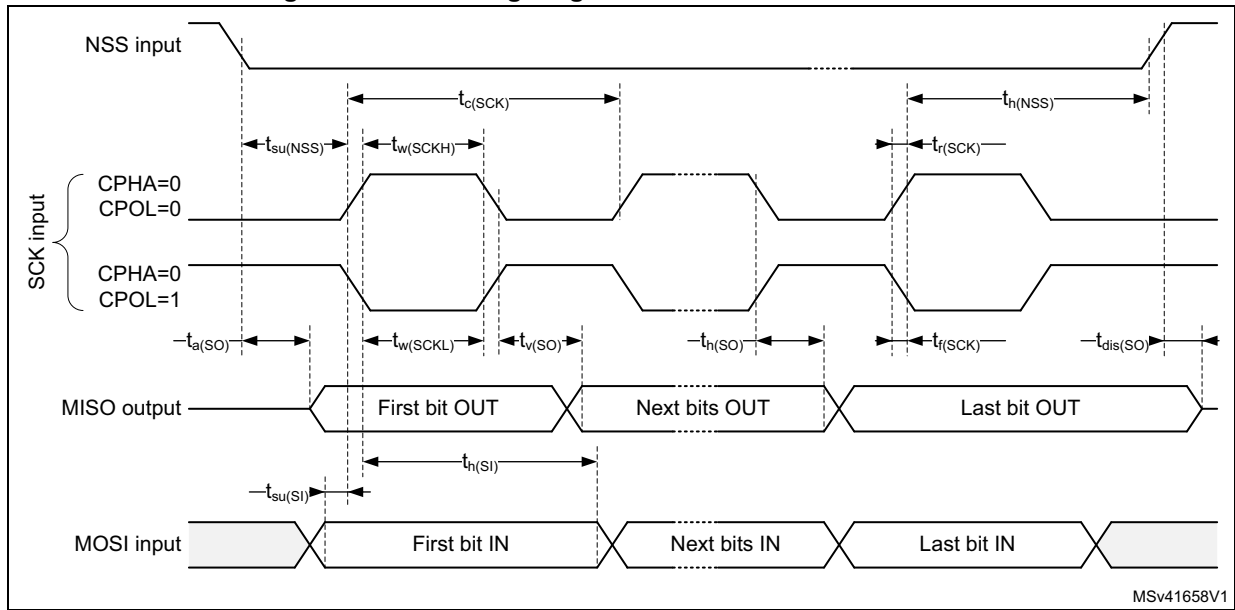 NSS input
tc(SCK)
th(NSS)
tsu(NSS)
tw(SCKH)
tr(SCK)
CPHA=0
CPOL=0
SCK input
CPHA=0
CPOL=1
ta(SO)
tw(SCKL)
tv(SO)
th(SO)
tf(SCK)
tdis(SO)
MISO output
First bit OUT
Next bits OUT
Last bit OUT
th(SI)
tsu(SI)
MOSI input
First bit IN
Next bits IN
Last bit IN
MSv41658V1